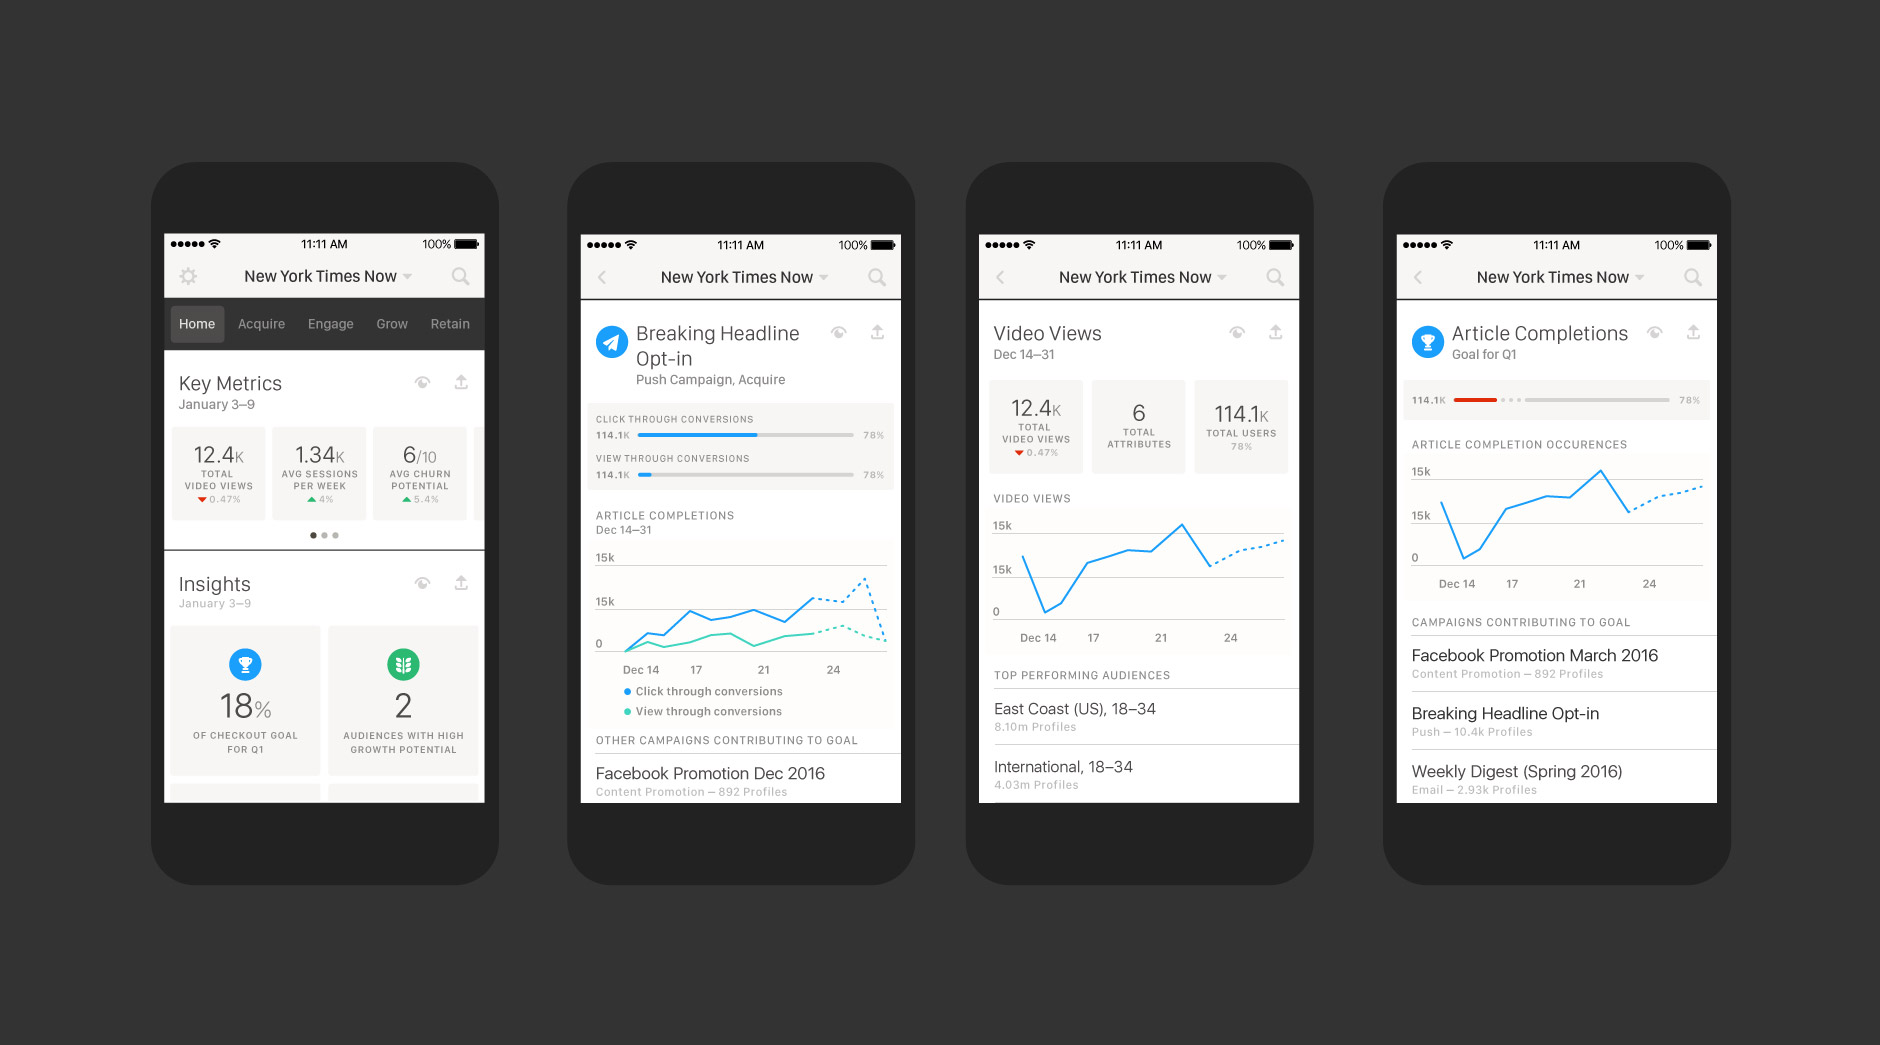 11:11 AM
100%
New York Times Now
Home Acquire Engage Grow Retain
Key Metrics
January 3–9
12.4K
TOTAL
VIDEO VIEWS
0.47%
1.34K
AVG SESSIONS
PER WEEK
4%
6/10
AVG CHURN
POTENTIAL
5.4%
Insights
January 3–9
18%
OF CHECKOUT GOAL
FOR Q1
2
AUDIENCES WITH HIGH
GROWTH POTENTIAL
11:11 AM
100%
New York Times Now
Breaking Headline
Opt-in
Push Campaign, Acquire
CLICK THROUGH CONVERSIONS
114.1K 78%
VIEW THROUGH CONVERSIONS
114.1K 78%
ARTICLE COMPLETIONS
Dec 14–31
15k
15k
0
Dec 14 17 21 24
Click through conversions
View through conversions
OTHER CAMPAIGNS CONTRIBUTING TO GOAL
Facebook Promotion Dec 2016
Content Promotion – 892 Profiles
11:11 AM
100%
New York Times Now
Video Views
Dec 14–31
12.4K
TOTAL
VIDEO VIEWS
0.47%
6
TOTAL
ATTRIBUTES
114.1K
TOTAL USERS
78%
VIDEO VIEWS
15k
15k
0
Dec 14 17 21 24
TOP PERFORMING AUDIENCES
East Coast (US), 18–34
8.10m Profiles
International, 18–34
4.03m Profiles
11:11 AM
100%
New York Times Now
Article Completions
Goal for Q1
114.1K 78%
ARTICLE COMPLETION OCCURENCES
15k
15k
0
Dec 14 17 21 24
CAMPAIGNS CONTRIBUTING TO GOAL
Facebook Promotion March 2016
Content Promotion – 892 Profiles
Breaking Headline Opt-in
Push – 10.4k Profiles
Weekly Digest (Spring 2016)
Email – 2.93k Profiles